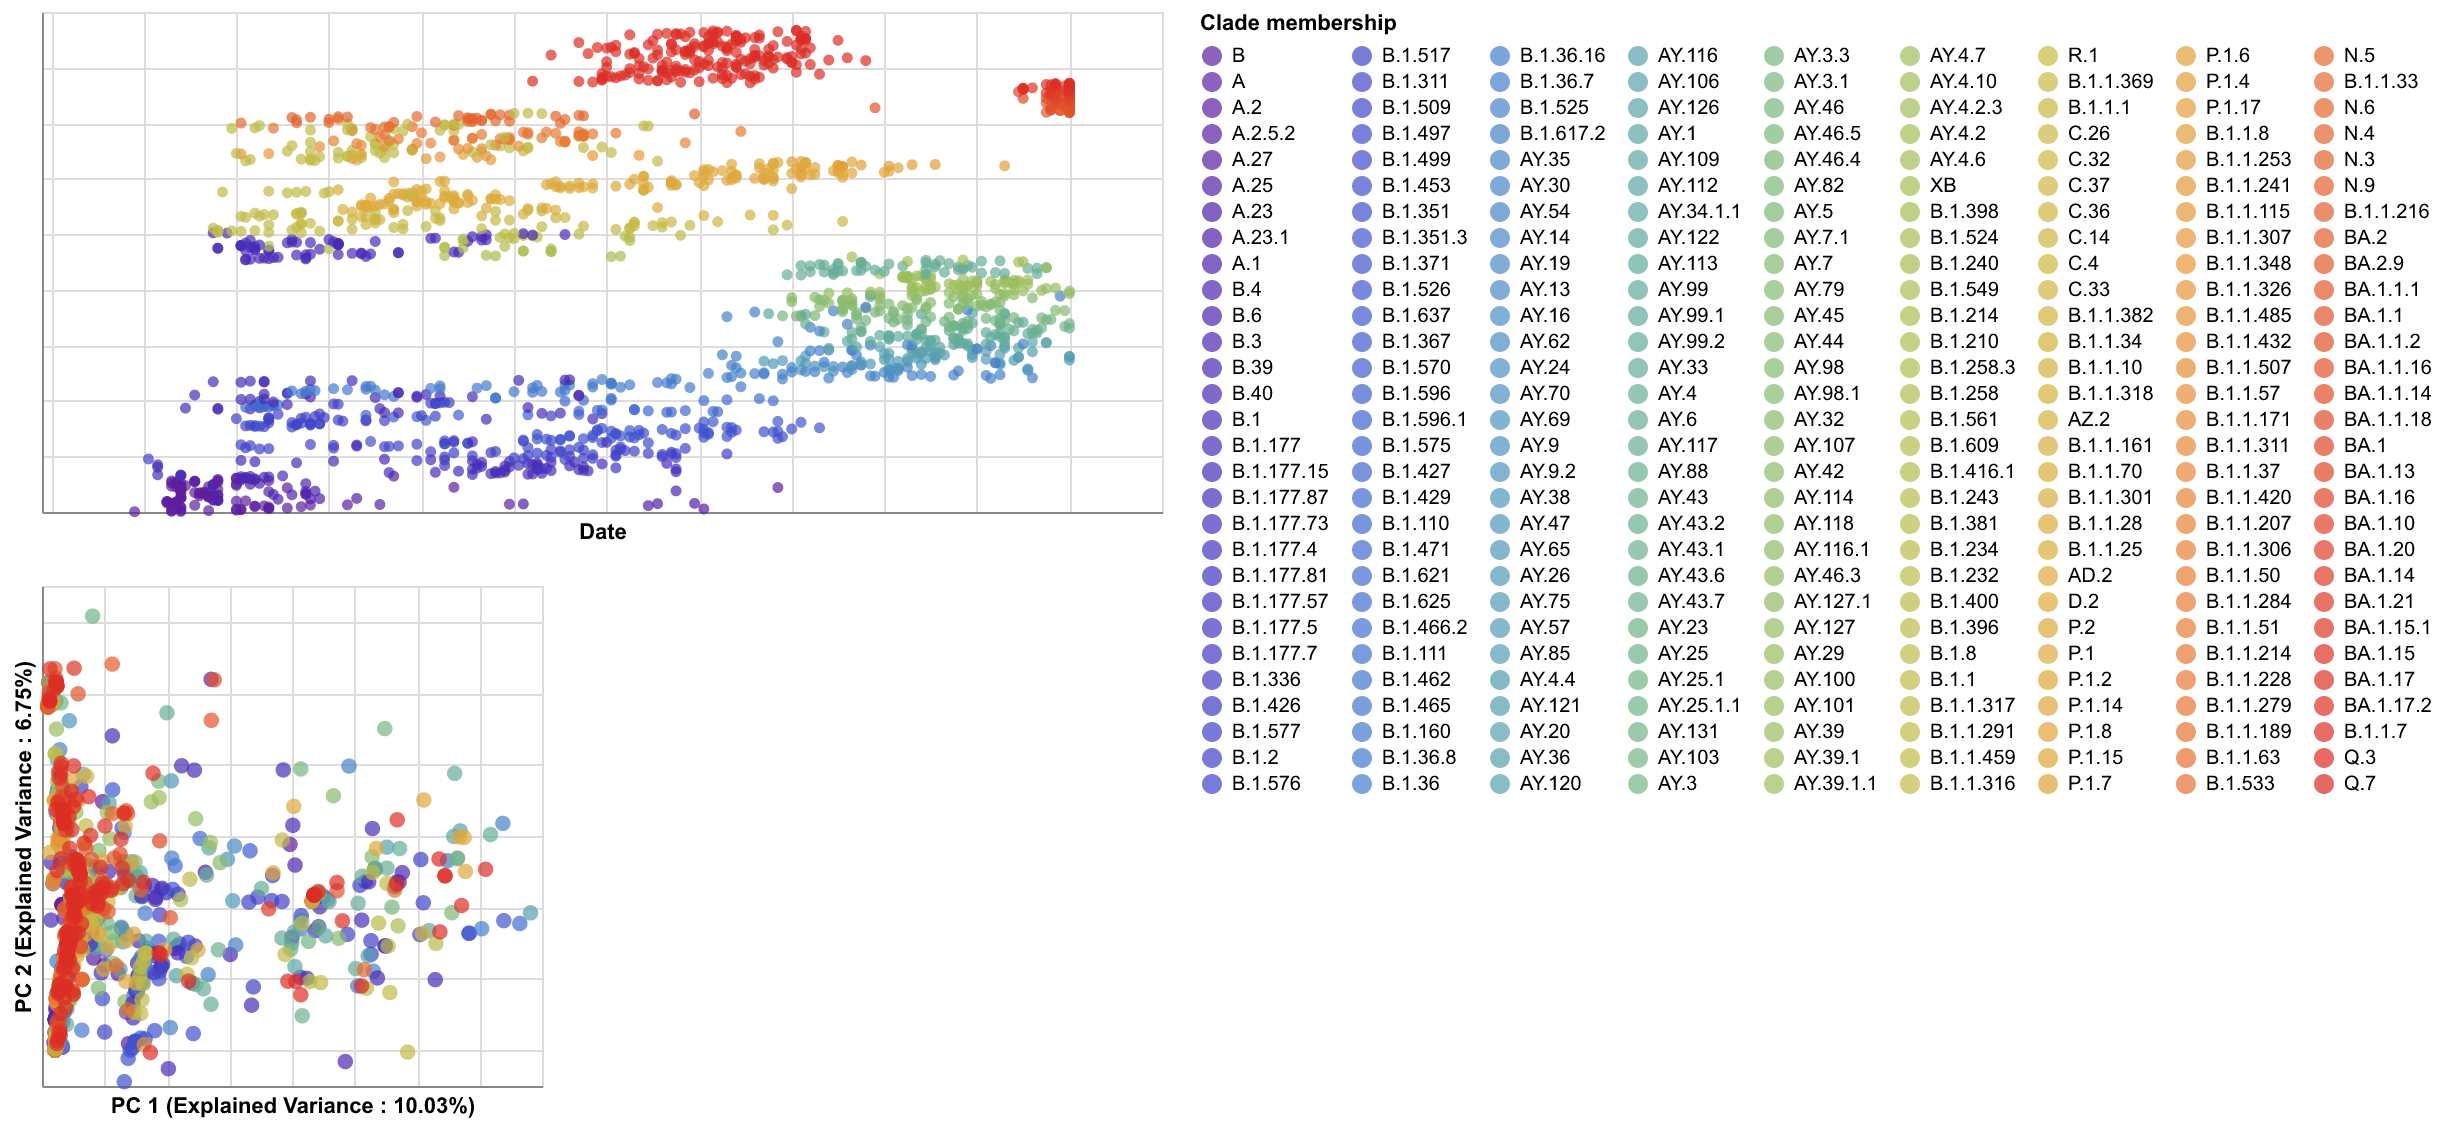 Clade membership
B
A
A.2
A.2.5.2
A.27
A.25
A.23
A.23.1
A.1
B.4
B.6
B.3
B.39
B.40
B.1
B.1.177
B.1.177.15
B.1.177.87
B.1.177.73
B.1.177.4
B.1.177.81
B.1.177.57
B.1.177.5
B.1.177.7
B.1.336
B.1.426
B.1.577
B.1.2
B.1.576
B.1.517
B.1.311
B.1.509
B.1.497
B.1.499
B.1.453
B.1.351
B.1.351.3
B.1.371
B.1.526
B.1.637
B.1.367
B.1.570
B.1.596
B.1.596.1
B.1.575
B.1.427
B.1.429
B.1.110
B.1.471
B.1.621
B.1.625
B.1.466.2
B.1.111
B.1.462
B.1.465
B.1.160
B.1.36.8
B.1.36
B.1.36.16
B.1.36.7
B.1.525
B.1.617.2
AY.35
AY.30
AY.54
AY.14
AY.19
AY.13
AY.16
AY.62
AY.24
AY.70
AY.69
AY.9
AY.9.2
AY.38
AY.47
AY.65
AY.26
AY.75
AY.57
AY.85
AY.4.4
AY.121
AY.20
AY.36
AY.120
AY.116
AY.106
AY.126
AY.1
AY.109
AY.112
AY.34.1.1
AY.122
AY.113
AY.99
AY.99.1
AY.99.2
AY.33
AY.4
AY.6
AY.117
AY.88
AY.43
AY.43.2
AY.43.1
AY.43.6
AY.43.7
AY.23
AY.25
AY.25.1
AY.25.1.1
AY.131
AY.103
AY.3
AY.3.3
AY.3.1
AY.46
AY.46.5
AY.46.4
AY.82
AY.5
AY.7.1
AY.7
AY.79
AY.45
AY.44
AY.98
AY.98.1
AY.32
AY.107
AY.42
AY.114
AY.118
AY.116.1
AY.46.3
AY.127.1
AY.127
AY.29
AY.100
AY.101
AY.39
AY.39.1
AY.39.1.1
AY.4.7
AY.4.10
AY.4.2.3
AY.4.2
AY.4.6
XB
B.1.398
B.1.524
B.1.240
B.1.549
B.1.214
B.1.210
B.1.258.3
B.1.258
B.1.561
B.1.609
B.1.416.1
B.1.243
B.1.381
B.1.234
B.1.232
B.1.400
B.1.396
B.1.8
B.1.1
B.1.1.317
B.1.1.291
B.1.1.459
B.1.1.316
R.1
B.1.1.369
B.1.1.1
C.26
C.32
C.37
C.36
C.14
C.4
C.33
B.1.1.382
B.1.1.34
B.1.1.10
B.1.1.318
AZ.2
B.1.1.161
B.1.1.70
B.1.1.301
B.1.1.28
B.1.1.25
AD.2
D.2
P.2
P.1
P.1.2
P.1.14
P.1.8
P.1.15
P.1.7
P.1.6
P.1.4
P.1.17
B.1.1.8
B.1.1.253
B.1.1.241
B.1.1.115
B.1.1.307
B.1.1.348
B.1.1.326
B.1.1.485
B.1.1.432
B.1.1.507
B.1.1.57
B.1.1.171
B.1.1.311
B.1.1.37
B.1.1.420
B.1.1.207
B.1.1.306
B.1.1.50
B.1.1.284
B.1.1.51
B.1.1.214
B.1.1.228
B.1.1.279
B.1.1.189
B.1.1.63
B.1.533
N.5
B.1.1.33
N.6
N.4
N.3
N.9
B.1.1.216
BA.2
BA.2.9
BA.1.1.1
BA.1.1
BA.1.1.2
BA.1.1.16
BA.1.1.14
BA.1.1.18
BA.1
BA.1.13
BA.1.16
BA.1.10
BA.1.20
BA.1.14
BA.1.21
BA.1.15.1
BA.1.15
BA.1.17
BA.1.17.2
B.1.1.7
Q.3
Q.7
Date
PC 2 (Explained Variance : 6.75%)
PC 1 (Explained Variance : 10.03%)